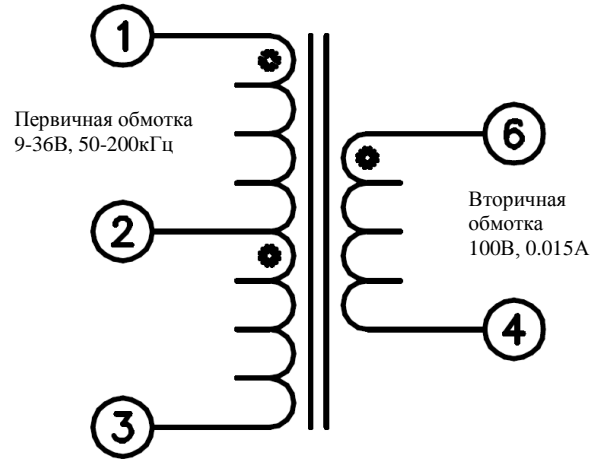 1
Первичная обмотка
9-36В, 50-200кГц
6
2
Вторичная
обмотка
100В, 0.015А
4
3